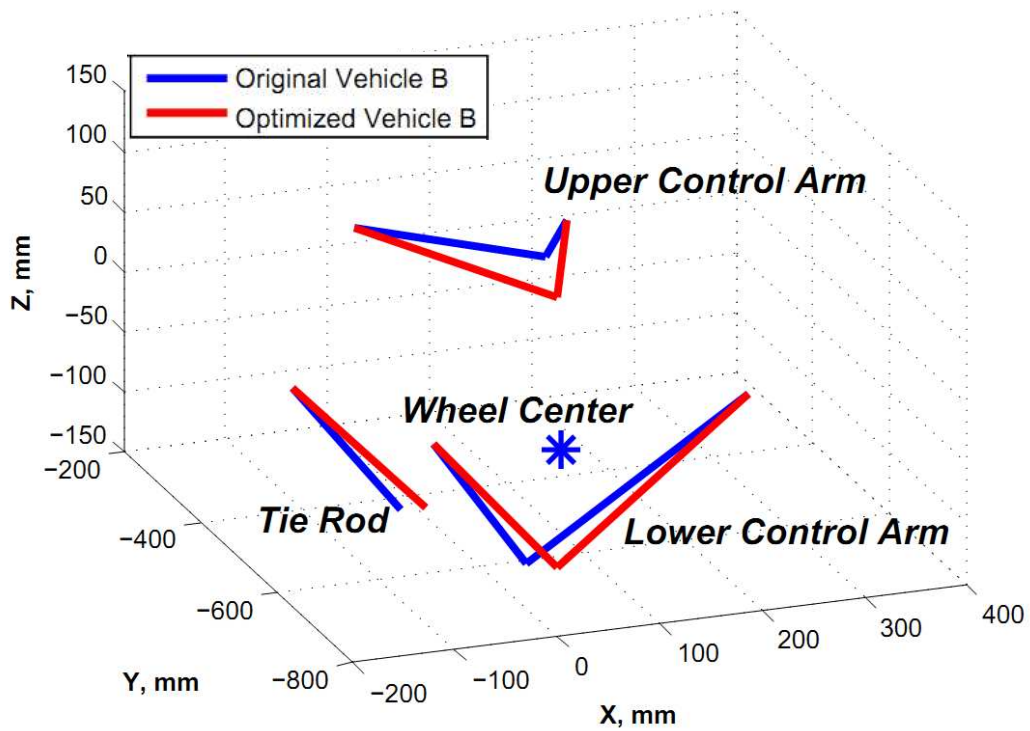 Original Vehicle B
Optimized Vehicle B
Upper Control Arm
Wheel Center
Tie Rod
Lower Control Arm
Z, mm
150
100
50
0
−50
−100
−150
−200
−400
−600
−800
Y, mm
−200
−100
0
100
200
300
400
X, mm